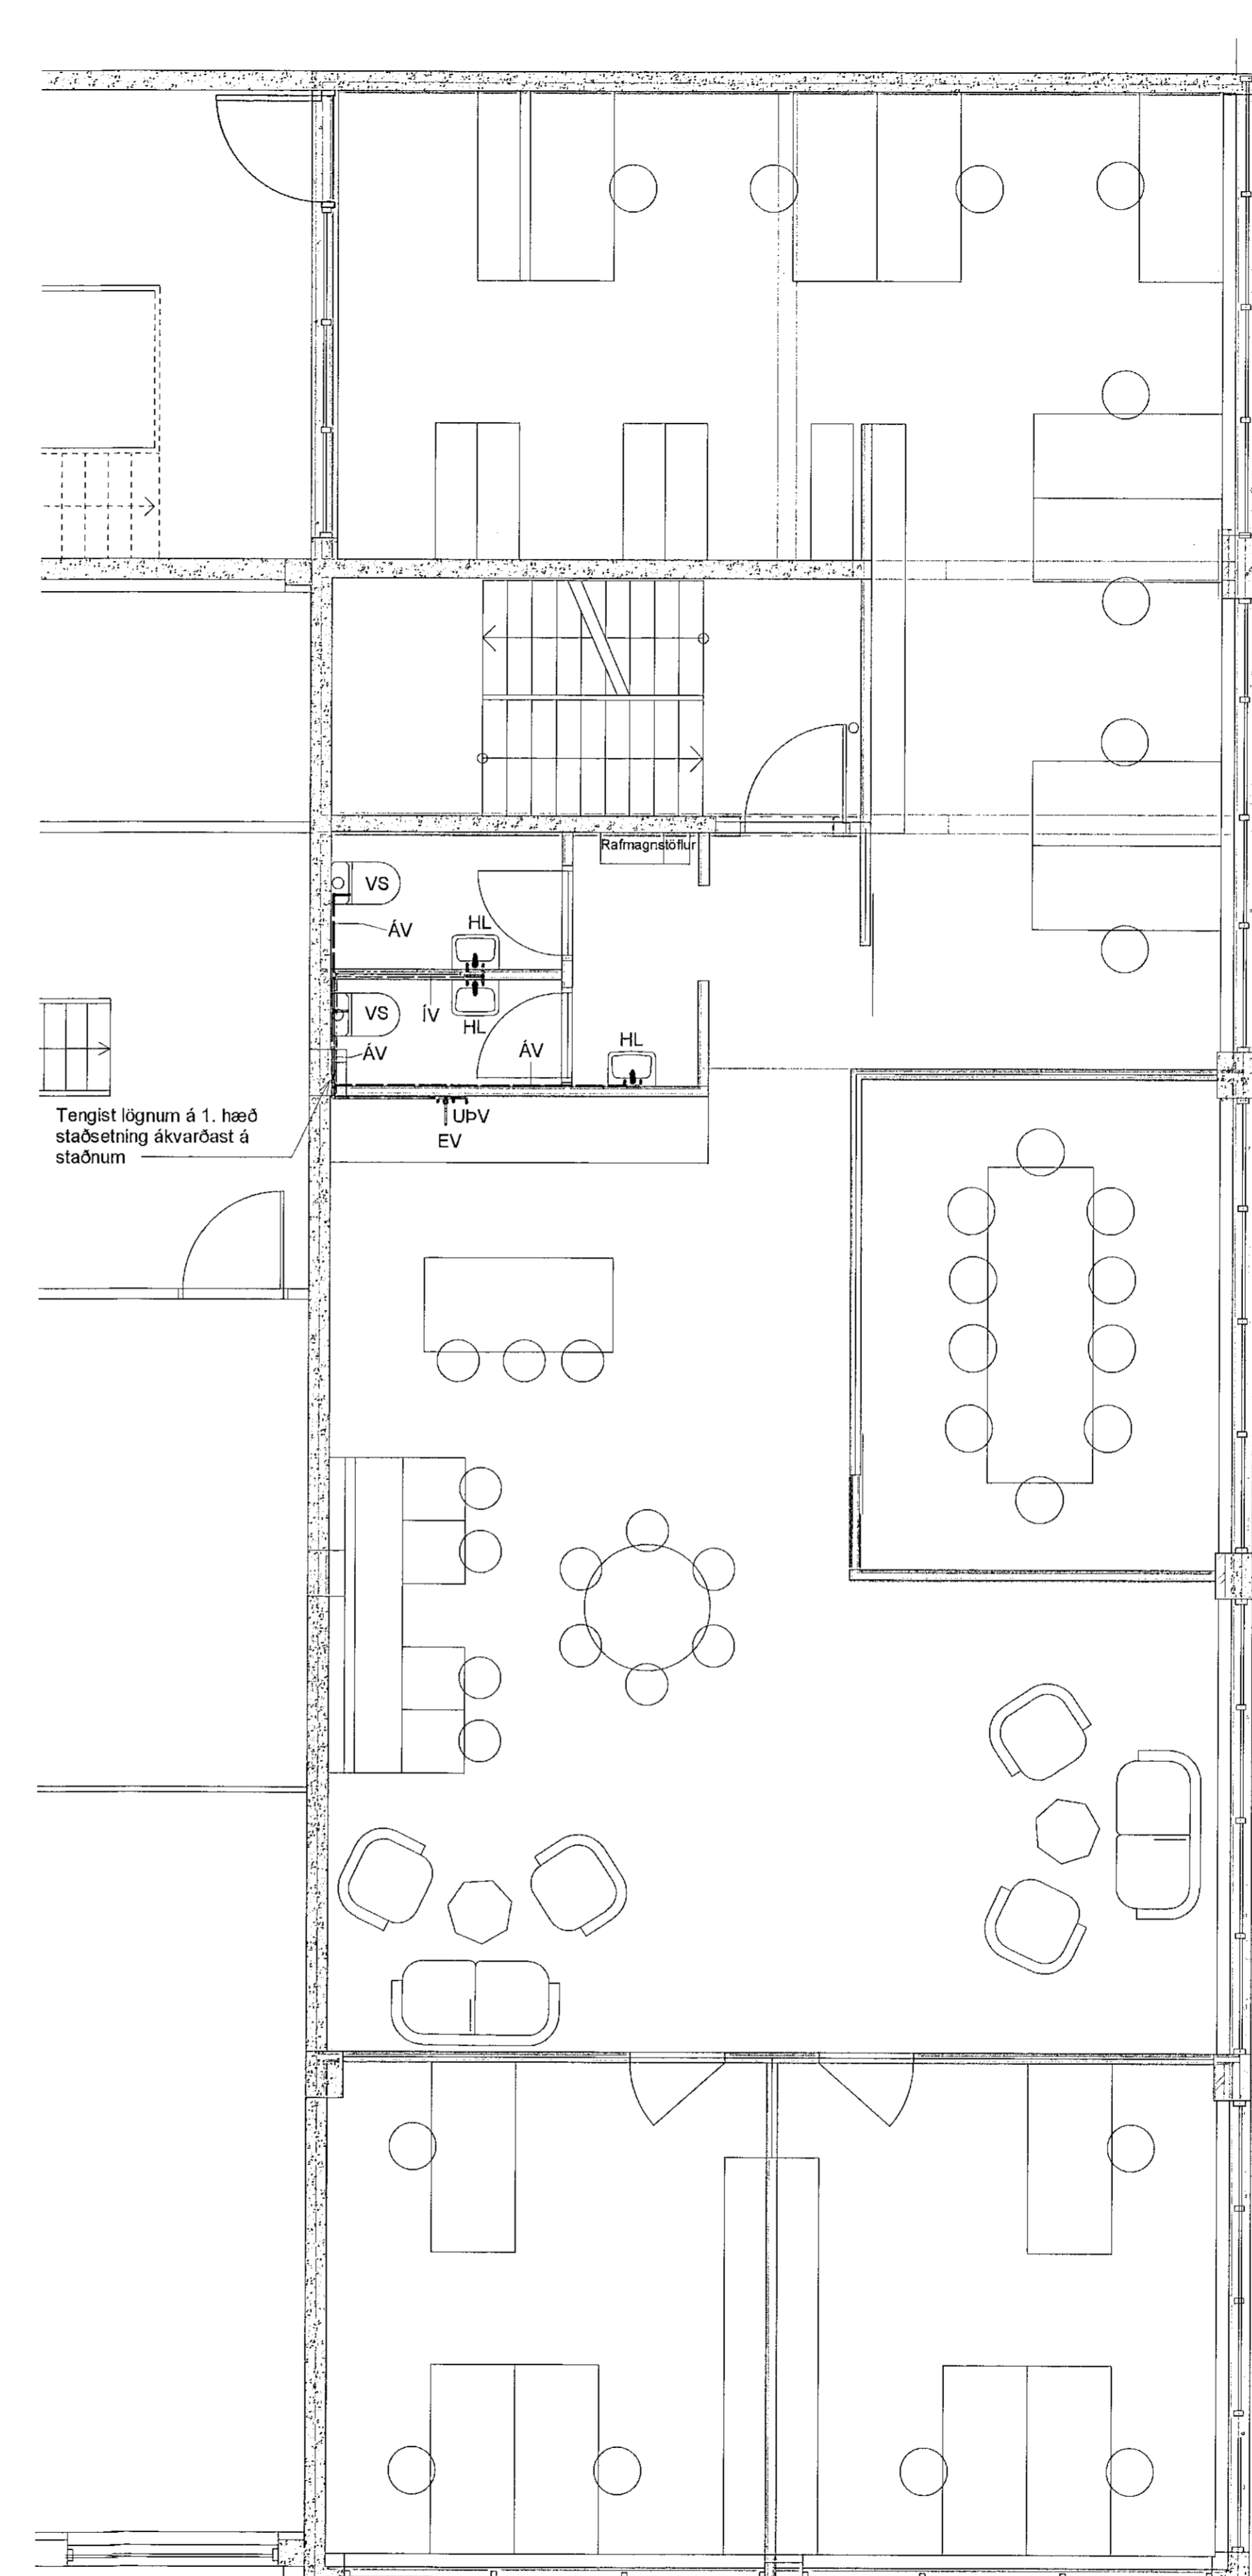 Rafmagnstöflur
VS
HL
ÁV
VS
ÍV
HL
ÁV
ÁV
HL
Tengist lögnum á 1. hæð
staðsetning ákvarðast á
staðnum
UÞV
EV